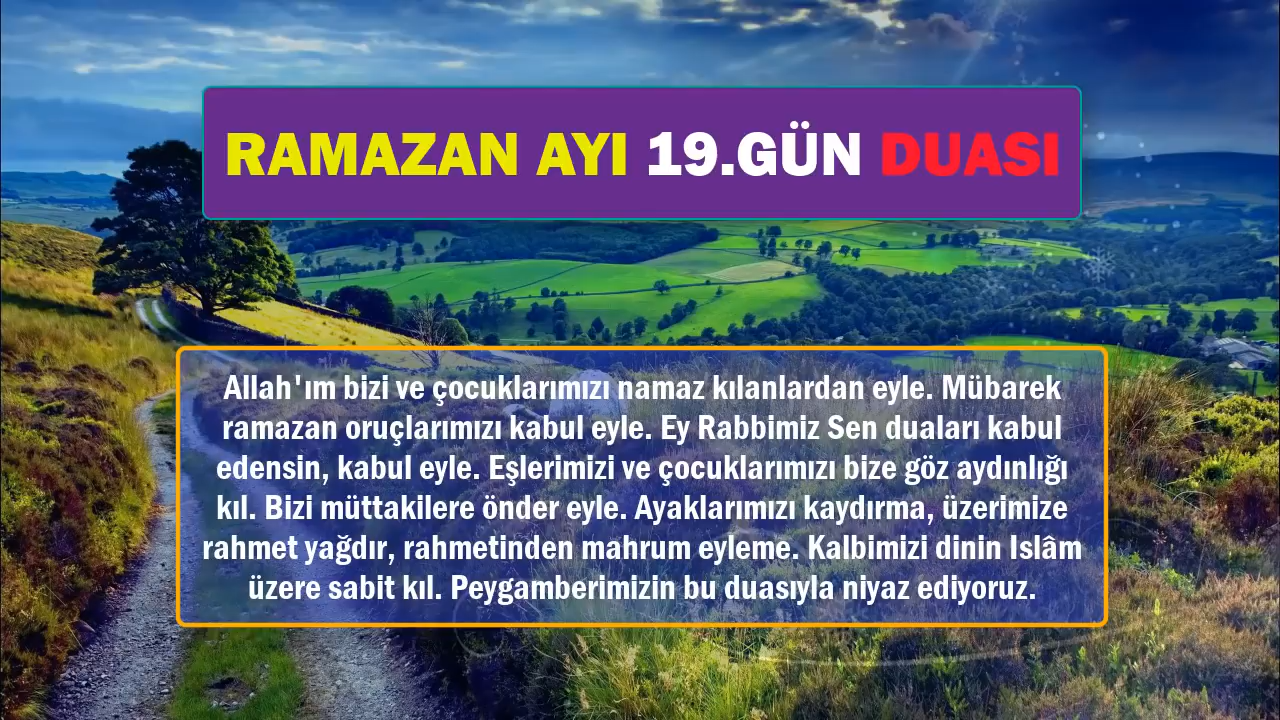 RAMAZAN AYI 19.GÜN DUASI
Allah'ım bizi ve çocuklarımızı namaz kılanlardan eyle. Mübarek
ramazan oruçlarımızı kabul eyle. Ey Rabbimiz Sen duaları kabul
edensin, kabul eyle. Eşlerimizi ve çocuklarımızı bize göz aydınlığı
kıl. Bizi müttakilere önder eyle. Ayaklarımızı kaydırma, üzerimize
rahmet yağdır, rahmetinden mahrum eyleme. Kalbimizi dinin Islâm
üzere sabit kıl. Peygamberimizin bu duasıyla niyaz ediyoruz.